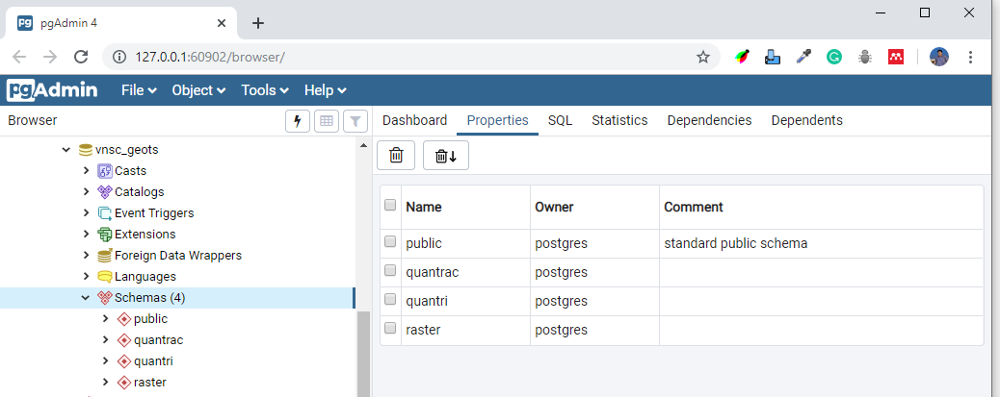 pgAdmin 4
127.0.0.1:60902/browser/
pgAdmin File Object Tools Help
Browser
Dashboard Properties SQL Statistics Dependencies Dependents
vnsc_geots
Casts
Catalogs
Event Triggers
Extensions
Foreign Data Wrappers
Languages
Schemas (4)
public
quantrac
quantri
raster
Name Owner Comment
public postgres standard public schema
quantrac postgres
quantri postgres
raster postgres